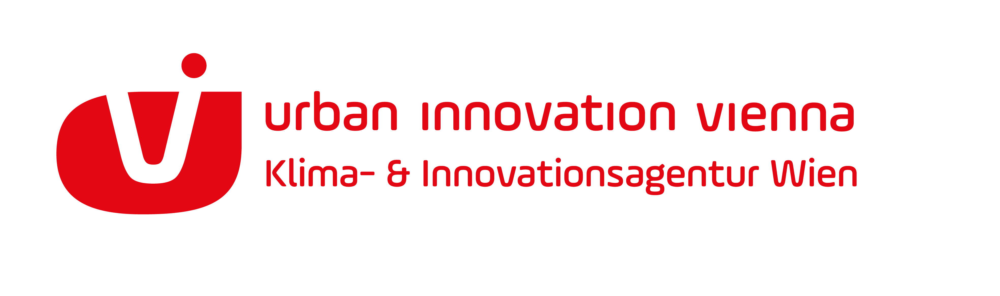 urban innovation vienna
Klima- & Innovationsagentur Wien